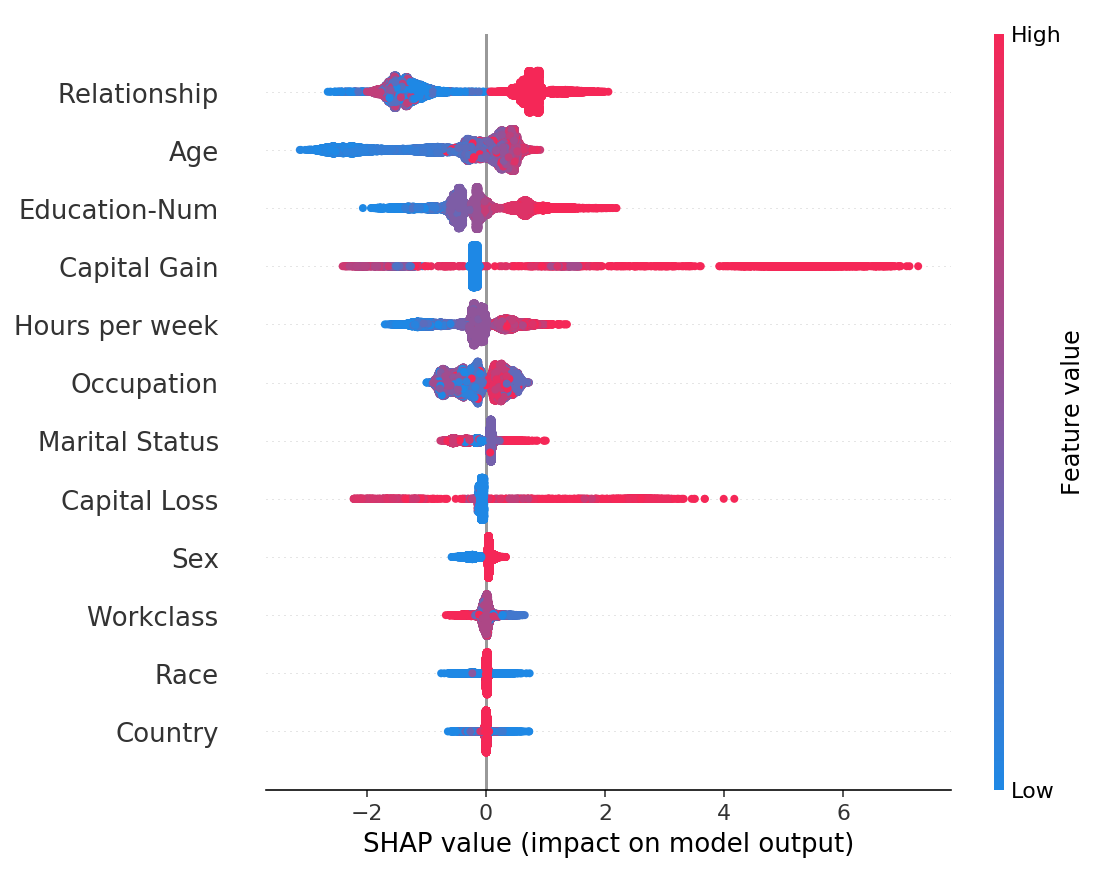 High
Relationship
Age
Education-Num
Capital Gain
Hours per week
Occupation
Marital Status
Capital Loss
Sex
Workclass
Race
Country
Feature value
Low
−2 0 2 4 6
SHAP value (impact on model output)